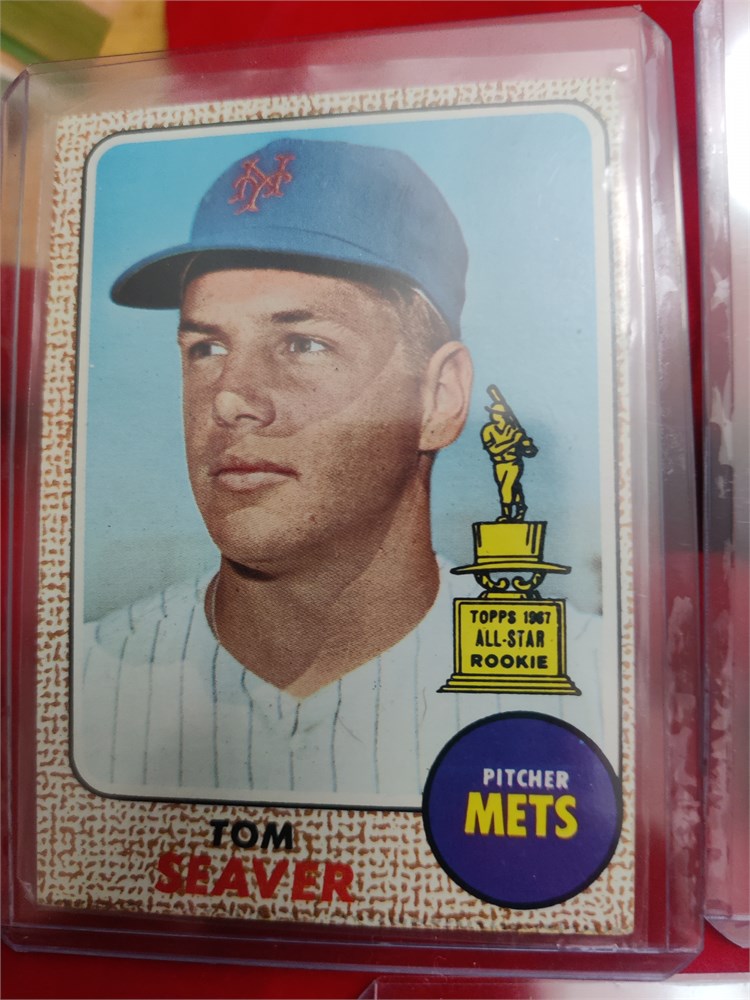 NY
TOPPS 1967
ALL-STAR
ROOKIE
PITCHER
METS
TOM
SEAVER